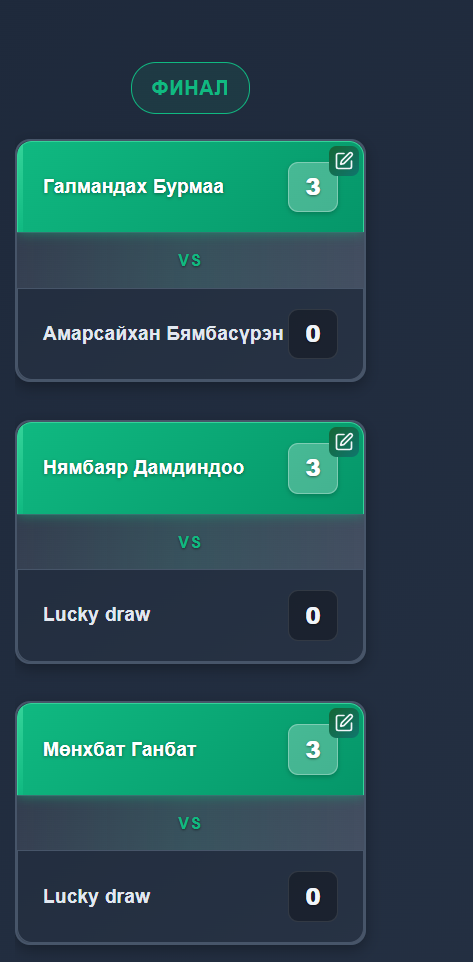 ФИНАЛ
Галмандах Бурмаа 3
VS
Амарсайхан Бямбасүрэн 0
Нямбаяр Дамдиндоо 3
VS
Lucky draw 0
Мөнхбат Ганбат 3
VS
Lucky draw 0